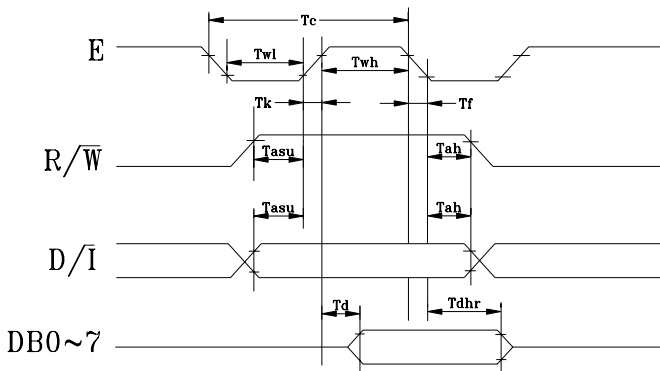 Tc
E
Twl
Twh
Tk
Tf
R/W̅
Tasu
Tah
Tasu
Tah
D/I̅
Td
Tdhr
DB0~7